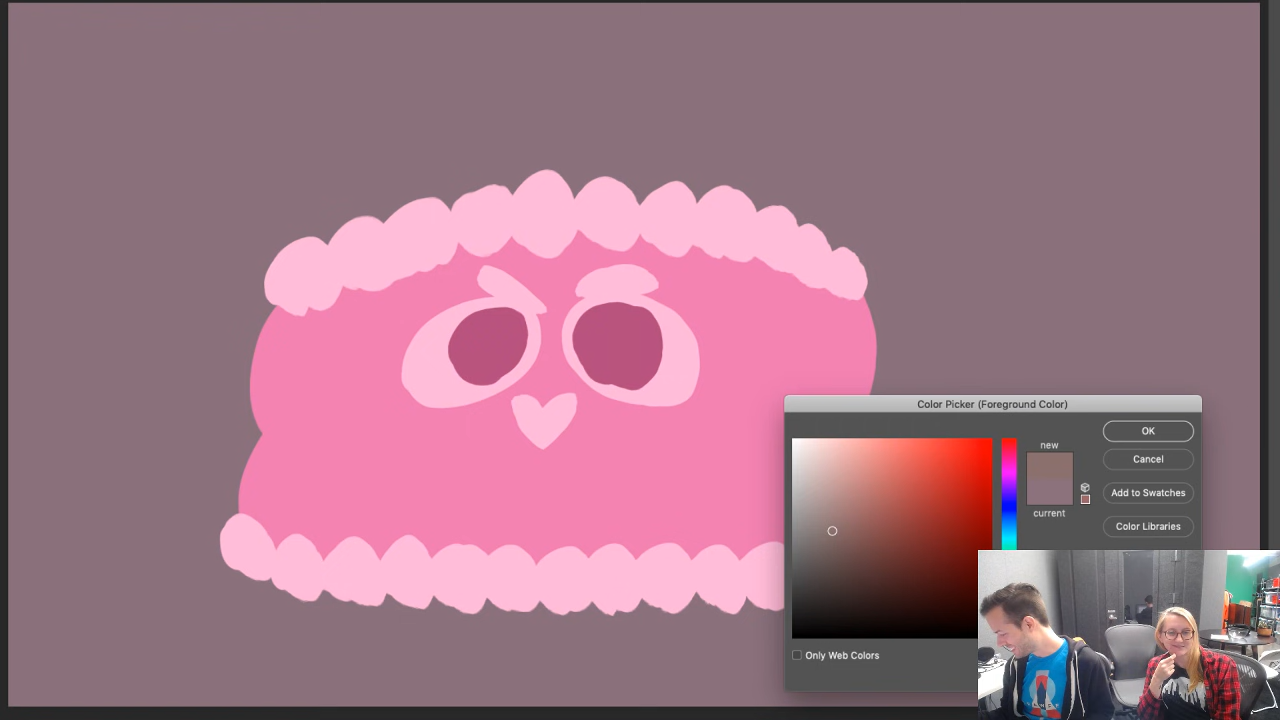 Color Picker (Foreground Color)
OK
new
Cancel
Add to Swatches
current
Color Libraries
Only Web Colors